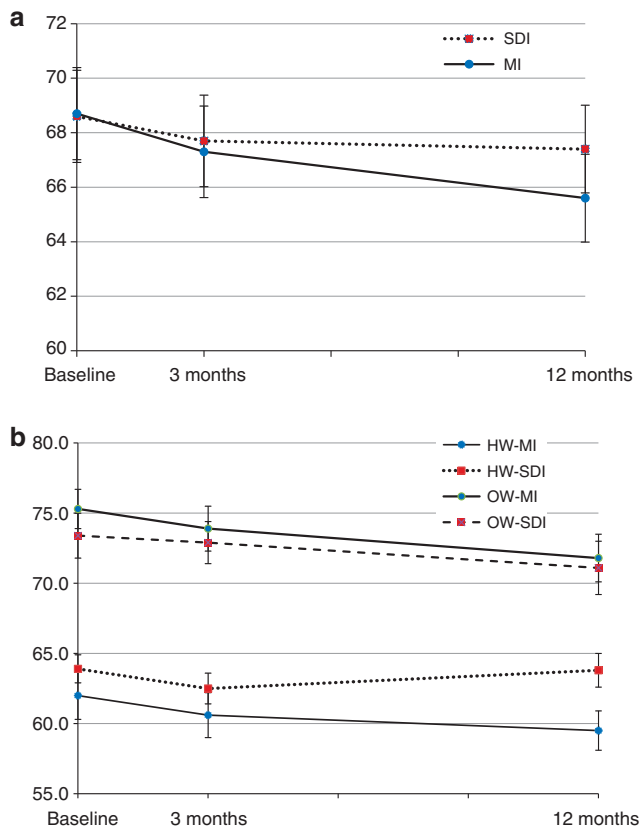 a
72
70
68
66
64
62
60
SDI
MI
Baseline
3 months
12 months
b
80.0
75.0
70.0
65.0
60.0
55.0
HW-MI
HW-SDI
OW-MI
OW-SDI
Baseline
3 months
12 months